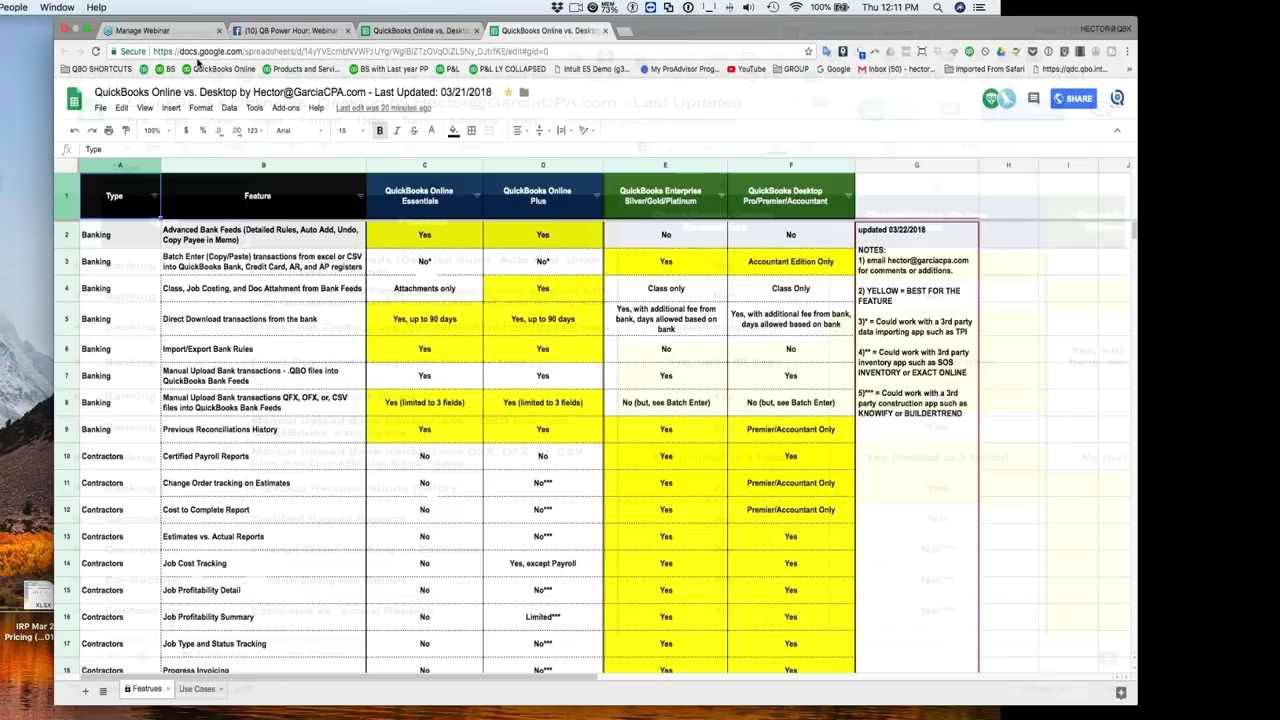 People Window Help
MEM 73% 100% Thu 12:11 PM
Manage Webinar × (10) QB Power Hour: Webinar × QuickBooks Online vs. Deskto × QuickBooks Online vs. Deskto × HECTOR@QBK
Secure https://docs.google.com/spreadsheets/d/
QBO SHORTCUTS BS QuickBooks Online Products and Servi... BS with Last year PP P&L P&L LY COLLAPSED Intuit ES Demo (g3... My ProAdvisor Prog... YouTube GROUP Google Inbox (50) - hector... Imported From Safari https://qdc.qbo.int...
QuickBooks Online vs. Desktop by Hector@GarciaCPA.com - Last Updated: 03/21/2018
File Edit View Insert Format Data Tools Add-ons Help Last edit was 20 minutes ago
SHARE
100% $ % .0 .00 123 Arial 10 B I S A
fx Type
A B C D E F G H I J
1 Type Feature QuickBooks Online Essentials QuickBooks Online Plus QuickBooks Enterprise Silver/Gold/Platinum QuickBooks Desktop Pro/Premier/Accountant
2 Banking Advanced Bank Feeds (Detailed Rules, Auto Add, Undo, Copy Payee in Memo) Yes Yes No No
3 Banking Batch Enter (Copy/Paste) transactions from excel or CSV into QuickBooks Bank, Credit Card, AR, and AP registers No* No* Yes Accountant Edition Only
4 Banking Class, Job Costing, and Doc Attahment from Bank Feeds Attachments only Yes Class only Class Only
5 Banking Direct Download transactions from the bank Yes, up to 90 days Yes, up to 90 days Yes, with additional fee from bank, days allowed based on bank Yes, with additional fee from bank, days allowed based on bank
6 Banking Import/Export Bank Rules Yes Yes No No
7 Banking Manual Upload Bank transactions - .QBO files into QuickBooks Bank Feeds Yes Yes Yes Yes
8 Banking Manual Upload Bank transactions QFX, OFX, or, CSV files into QuickBooks Bank Feeds Yes (limited to 3 fields) Yes (limited to 3 fields) No (but, see Batch Enter) No (but, see Batch Enter)
9 Banking Previous Reconciliations History Yes Yes Yes Premier/Accountant Only
10 Contractors Certified Payroll Reports No No Yes Yes
11 Contractors Change Order tracking on Estimates No No*** Yes Premier/Accountant Only
12 Contractors Cost to Complete Report No No*** Yes Premier/Accountant Only
13 Contractors Estimates vs. Actual Reports No No*** Yes Yes
14 Contractors Job Cost Tracking No Yes, except Payroll Yes Yes
15 Contractors Job Profitability Detail No No*** Yes Yes
16 Contractors Job Profitability Summary No Limited*** Yes Yes
17 Contractors Job Type and Status Tracking No No*** Yes Yes
18 Contractors Progress Invoicing No No*** Yes Yes
updated 03/22/2018
NOTES:
1) email hector@garciacpa.com
for comments or additions.
2) YELLOW = BEST FOR THE
FEATURE
3)* = Could work with a 3rd party
data importing app such as TPI
4)** = Could work with 3rd party
inventory app such as SOS
INVENTORY or EXACT ONLINE
5)*** = Could work with a 3rd
party construction app such as
KNOWIFY or BUILDERTREND
XLSX
IRP Mar 2
Pricing (...01
Featrues Use Cases